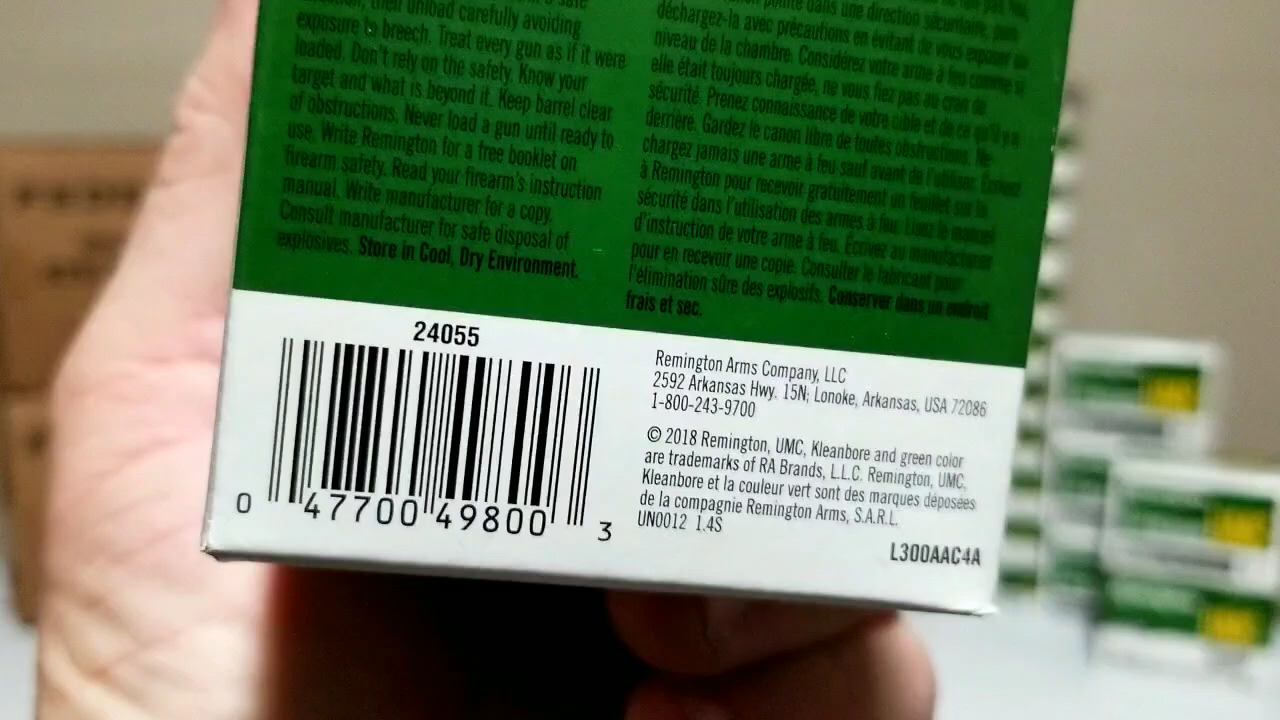 then unload carefully avoiding
exposure to breech. Treat every gun as if it were
loaded. Don't rely on the safety. Know your
target and what is beyond it. Keep barrel clear
of obstructions. Never load a gun until ready to
use. Write Remington for a free booklet on
firearm safety. Read your firearm's instruction
manual. Write manufacturer for a copy.
Consult manufacturer for safe disposal of
explosives. Store in Cool, Dry Environment.
pointé dans une direction sécuritaire, puis
déchargez-la avec précautions en évitant de vous exposer au
niveau de la chambre. Considérez votre arme à feu comme si
elle était toujours chargée, ne vous fiez pas au cran de
sécurité. Prenez connaissance de votre cible et de ce qu'il y a
derrière. Gardez le canon libre de toutes obstructions. Ne
chargez jamais une arme à feu sauf avant de l'utiliser. Écrivez
à Remington pour recevoir gratuitement un feuillet sur la
sécurité dans l'utilisation des armes à feu. Lisez le manuel
d'instruction de votre arme à feu. Écrivez au manufacturier
pour en recevoir une copie. Consulter le fabricant pour
l'élimination sûre des explosifs. Conserver dans un endroit
frais et sec.
24055
0 47700 49800 3
Remington Arms Company, LLC
2592 Arkansas Hwy. 15N; Lonoke, Arkansas, USA 72086
1-800-243-9700
© 2018 Remington, UMC, Kleanbore and green color
are trademarks of RA Brands, L.L.C. Remington, UMC,
Kleanbore et la couleur vert sont des marques déposées
de la compagnie Remington Arms, S.A.R.L.
UN0012 1.4S
L300AAC4A